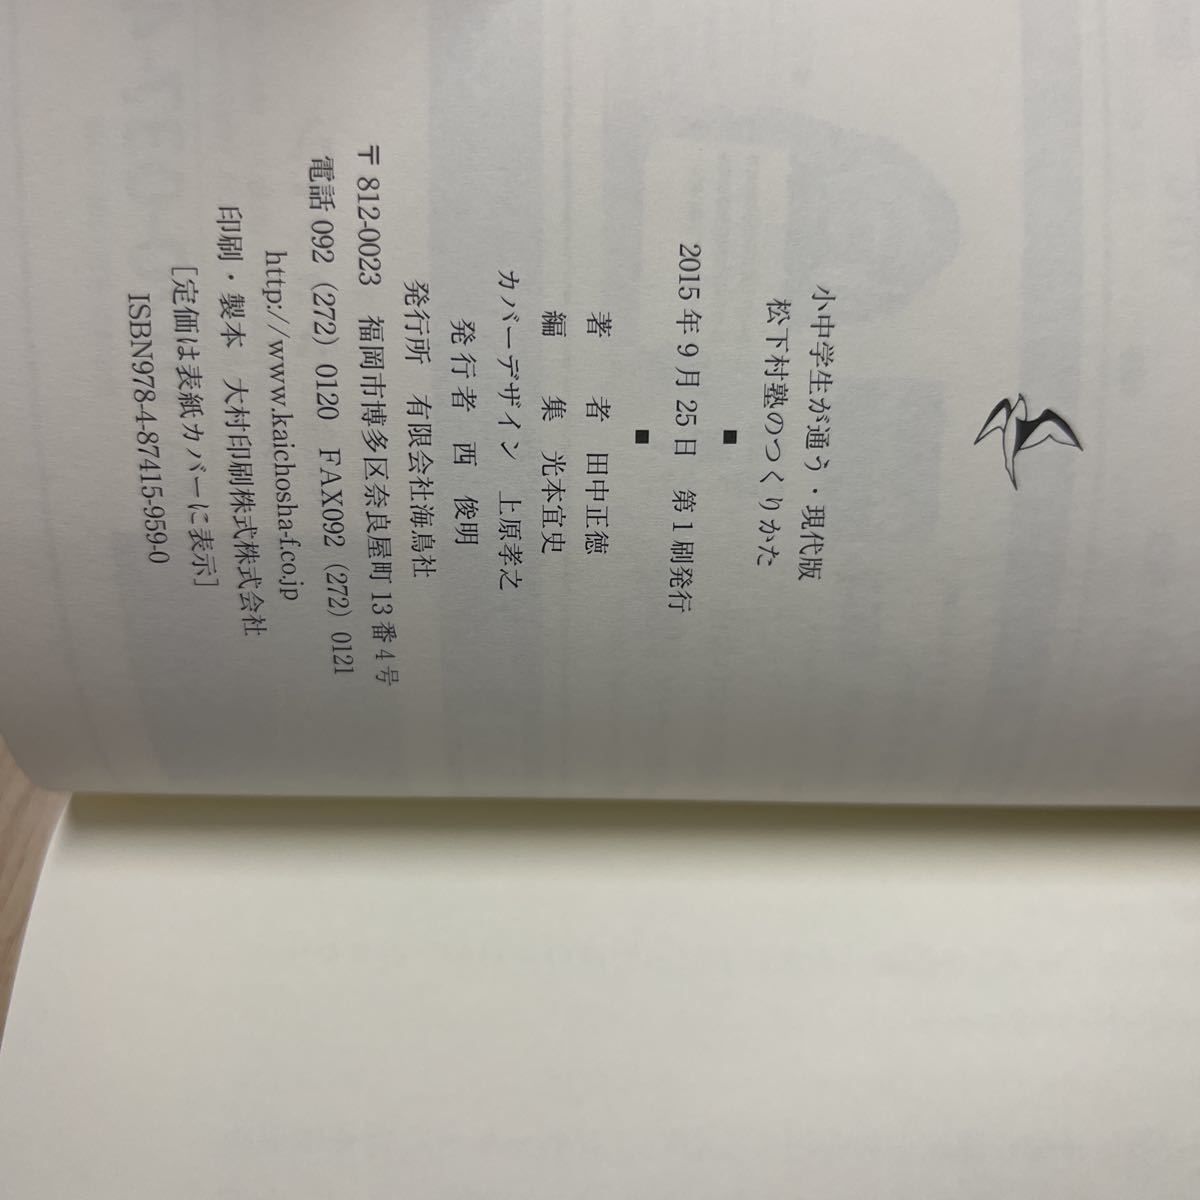 小中学生が通う・現代版
松下村塾のつくりかた
■
2015年9月25日　第1刷発行
■
著　者　田中正徳
編　集　光本宜史
カバーデザイン　上原孝之
発行者　西　俊明
発行所　有限会社海鳥社
〒812-0023　福岡市博多区奈良屋町13番4号
電話092（272）0120　FAX092（272）0121
http://www.kaichosha-f.co.jp
印刷・製本　大村印刷株式株式会社
［定価は表紙カバーに表示］
ISBN978-4-87415-959-0